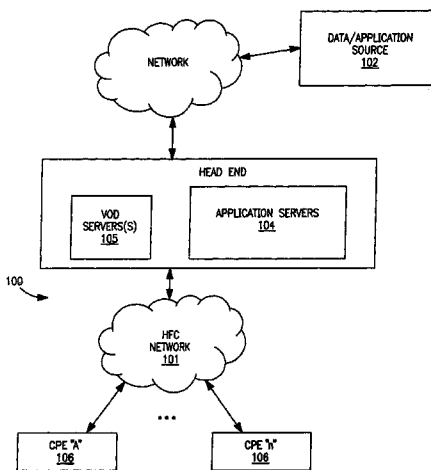 NETWORK
DATA/APPLICATION
SOURCE
102
HEAD END
VOD
SERVERS(S)
105
APPLICATION SERVERS
104
100
HFC
NETWORK
101
•••
CPE "A"
106
CPE "n"
106